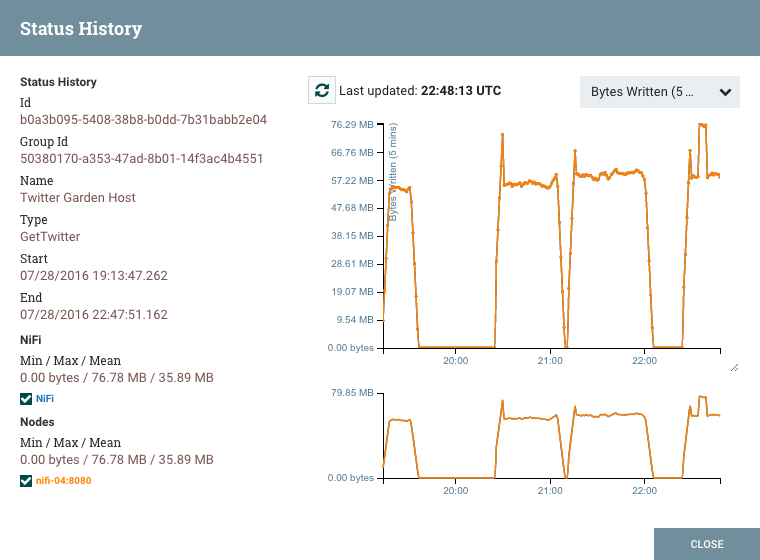 Status History
Status History
Id
b0a3b095-5408-38b8-b0dd-7b31babb2e04
Group Id
50380170-a353-47ad-8b01-14f3ac4b4551
Name
Twitter Garden Host
Type
GetTwitter
Start
07/28/2016 19:13:47.262
End
07/28/2016 22:47:51.162
NiFi
Min / Max / Mean
0.00 bytes / 76.78 MB / 35.89 MB
NiFi
Nodes
Min / Max / Mean
0.00 bytes / 76.78 MB / 35.89 MB
nifi-04:8080
Last updated: 22:48:13 UTC
Bytes Written (5 ...
76.29 MB
66.76 MB
57.22 MB
47.68 MB
38.15 MB
28.61 MB
19.07 MB
9.54 MB
0.00 bytes
Bytes Written (5 mins)
20:00 21:00 22:00
79.85 MB
0.00 bytes
20:00 21:00 22:00
CLOSE